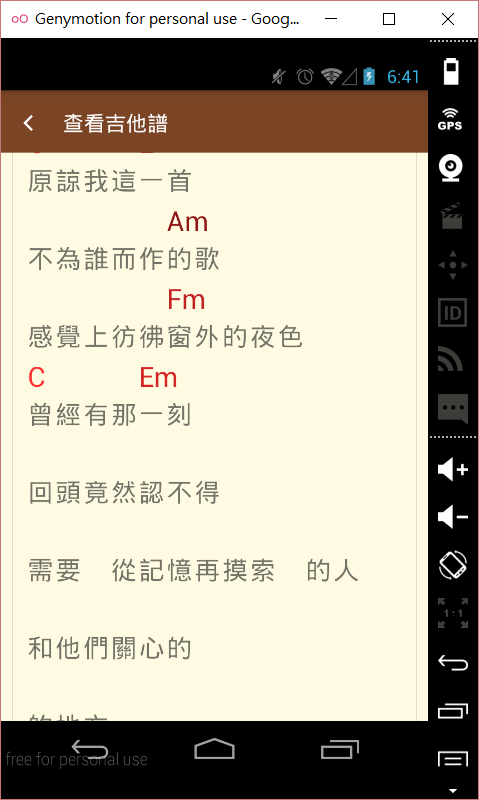 Genymotion for personal use - Goog...
6:41
GPS
查看吉他譜
原諒我這一首
Am
不為誰而作的歌
Fm
感覺上彷彿窗外的夜色
C Em
曾經有那一刻
ID
回頭竟然認不得
需要 從記憶再摸索 的人
1:1
和他們關心的
的地方
free for personal use